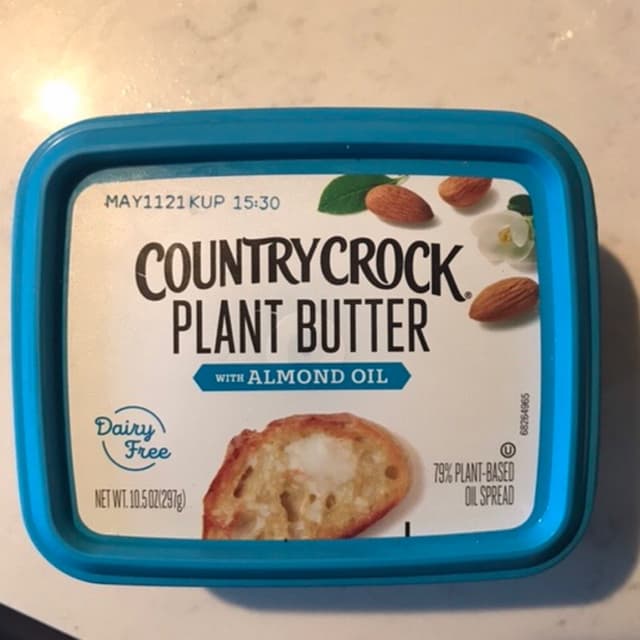 MAY1121 KUP 15:30
COUNTRY CROCK®
PLANT BUTTER
WITH ALMOND OIL
Dairy
Free
NET WT. 10.5 OZ (297g)
68264965
U
79% PLANT-BASED
OIL SPREAD